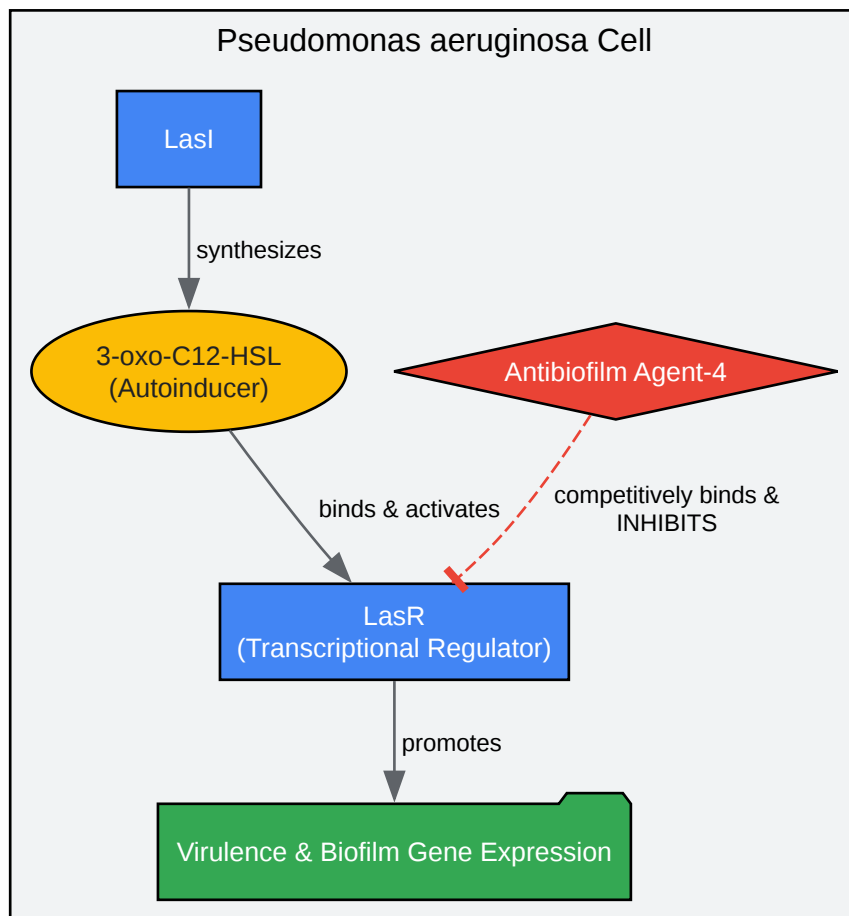 Pseudomonas aeruginosa Cell
LasI
synthesizes
3-oxo-C12-HSL
(Autoinducer)
Antibiofilm Agent-4
binds & activates
competitively binds &
INHIBITS
LasR
(Transcriptional Regulator)
promotes
Virulence & Biofilm Gene Expression